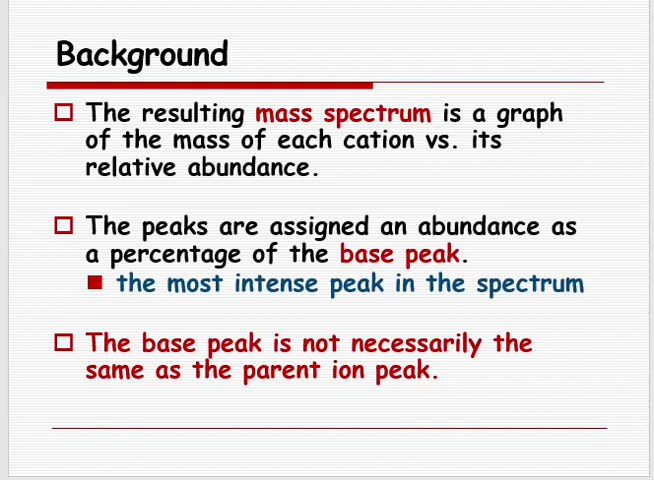 Background
The resulting mass spectrum is a graph
of the mass of each cation vs. its
relative abundance.
The peaks are assigned an abundance as
a percentage of the base peak.
the most intense peak in the spectrum
The base peak is not necessarily the
same as the parent ion peak.